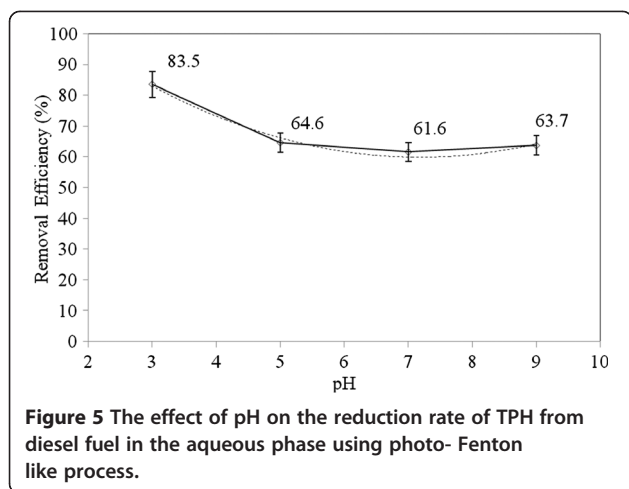 100
90
80
70
60
50
40
30
20
10
0
Removal Efficiency (%)
83.5
64.6
61.6
63.7
2 3 4 5 6 7 8 9 10
pH
Figure 5 The effect of pH on the reduction rate of TPH from
diesel fuel in the aqueous phase using photo- Fenton
like process.